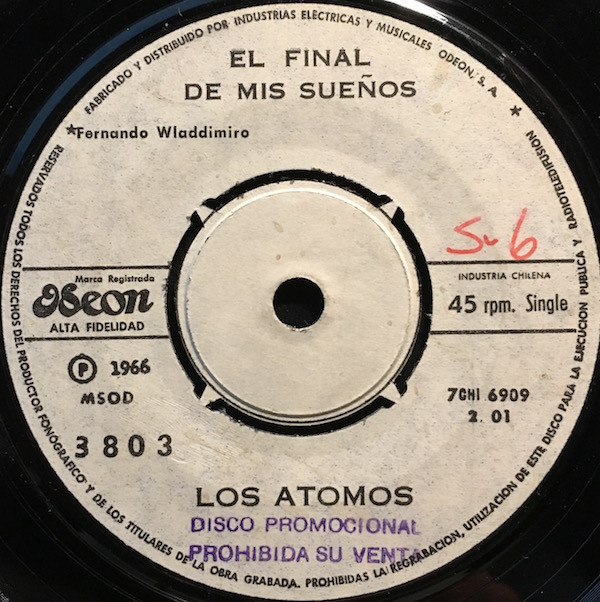 FABRICADO Y DISTRIBUIDO POR INDUSTRIAS ELÉCTRICAS Y MUSICALES ODEON, S. A. *
EL FINAL
DE MIS SUEÑOS
*Fernando Wladdimiro
Su 6
Marca Registrada
Odeon
ALTA FIDELIDAD
INDUSTRIA CHILENA
45 rpm. Single
Ⓟ 1966
MSOD
3803
7CHI 6909
2.01
LOS ATOMOS
DISCO PROMOCIONAL
PROHIBIDA SU VENTA
RESERVADOS TODOS LOS DERECHOS DEL PRODUCTOR FONOGRAFICO Y DE LOS TITULARES DE LA OBRA GRABADA. PROHIBIDAS LA REGRABACION, UTILIZACION DE ESTE DISCO PARA LA EJECUCION PUBLICA Y RADIOTELEDIFUSION